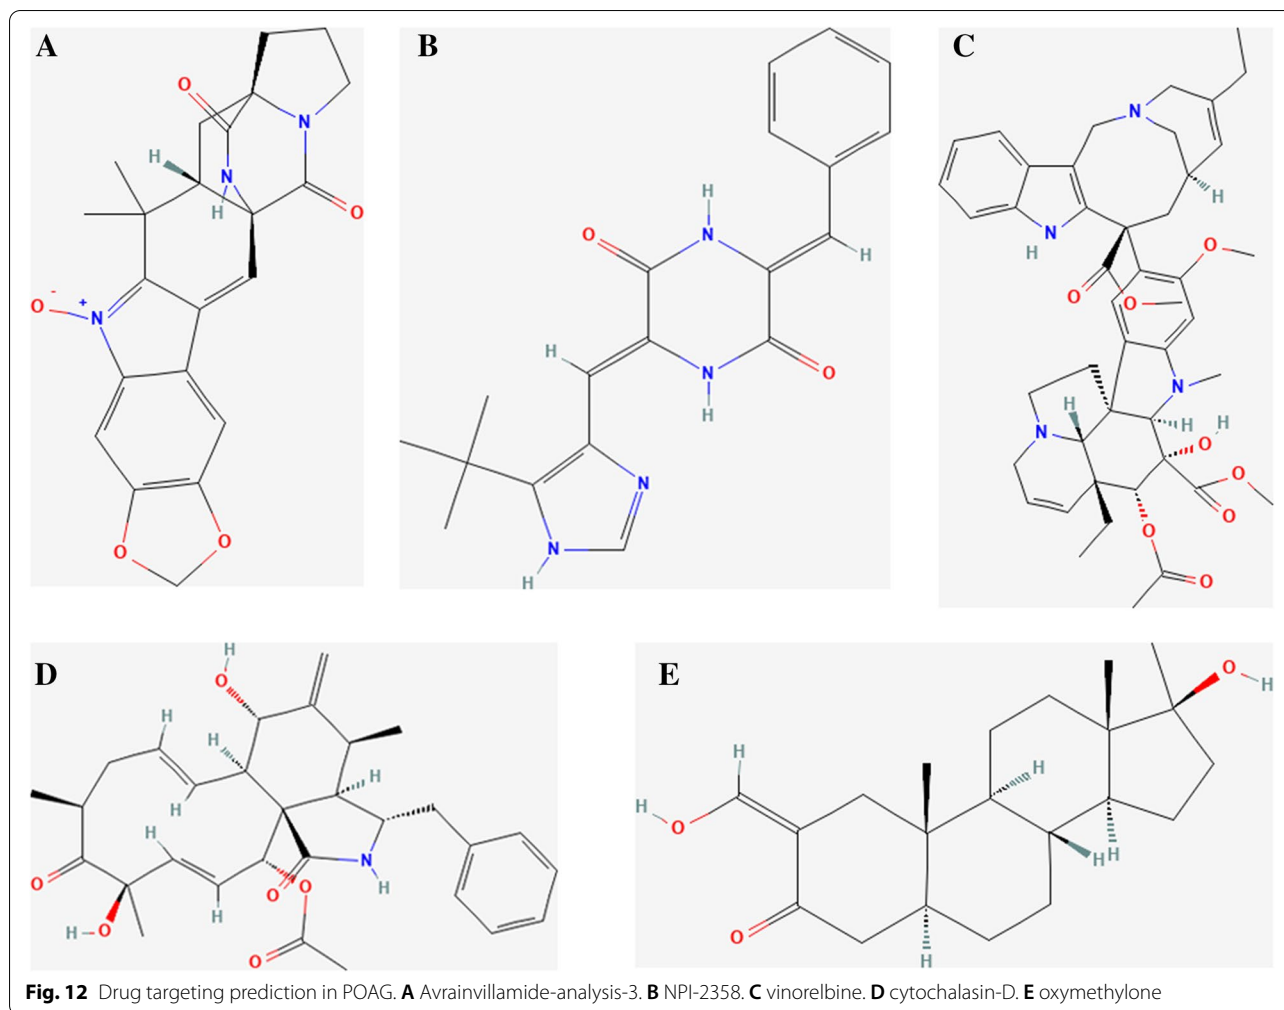 A
B
C
O
N
H
N
H
O
O
-
+
N
O
O
H
N
O
H
H
O
N
H
N
N
H
N
H
N
H
O
O
O
H
N
H
N
H
O
H
O
O
O
O
O
D
E
H
O
H
H
H
H
H
O
H
O
H
O
O
N
H
O
O
H
H
O
H
H
O
H
H
H
H
O
Fig. 12 Drug targeting prediction in POAG. A Avrainvillamide-analysis-3. B NPI-2358. C vinorelbine. D cytochalasin-D. E oxymethylone